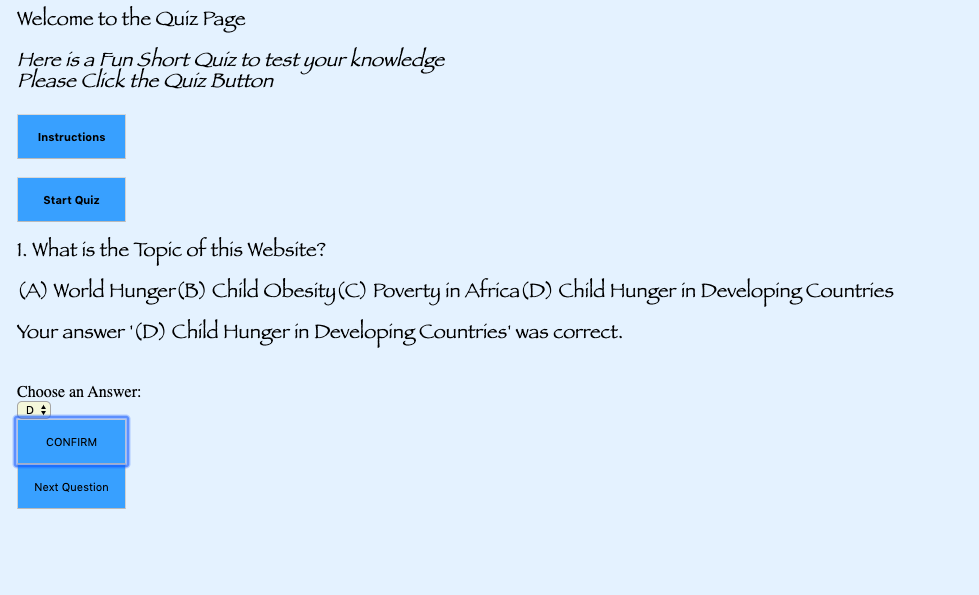 Welcome to the Quiz Page
Here is a Fun Short Quiz to test your knowledge
Please Click the Quiz Button
Instructions
Start Quiz
1. What is the Topic of this Website?
(A) World Hunger(B) Child Obesity(C) Poverty in Africa(D) Child Hunger in Developing Countries
Your answer '(D) Child Hunger in Developing Countries' was correct.
Choose an Answer:
D
CONFIRM
Next Question